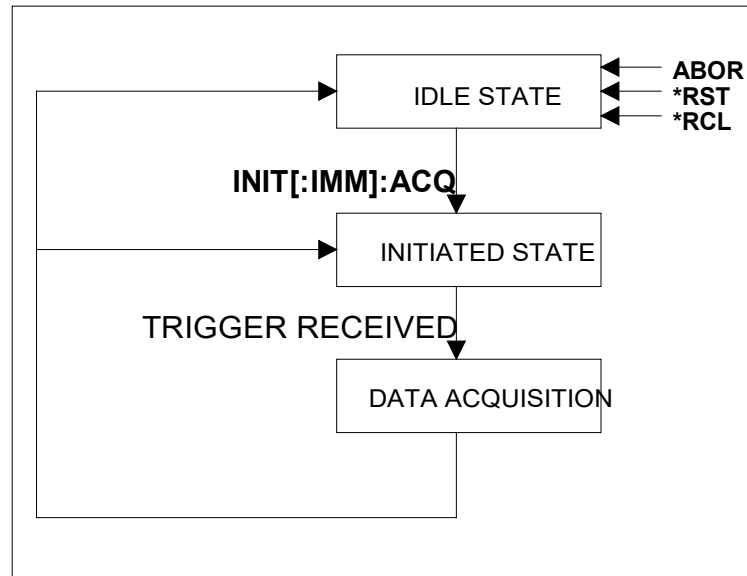 IDLE STATE
ABOR
*RST
*RCL
INIT[:IMM]:ACQ
INITIATED STATE
TRIGGER RECEIVED
DATA ACQUISITION